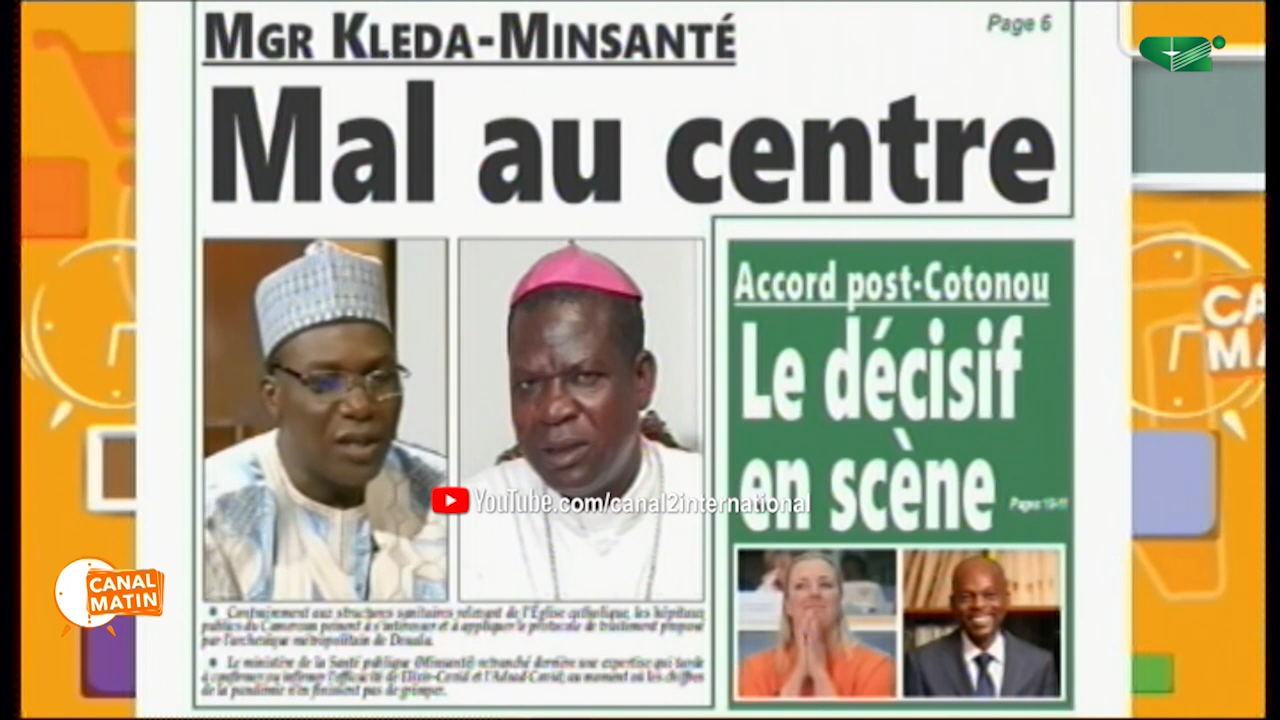 MGR KLEDA-MINSANTÉ
Page 6
Mal au centre
Accord post-Cotonou
Le décisif
en scène
Pages 10-11
YouTube.com/canal2international
CANAL
MATIN
CA
MA
Contrairement aux structures sanitaires relevant de l'Église catholique, les hôpitaux
publics du Cameroun peinent à s'intéresser et à appliquer le protocole de traitement proposé
par l'archevêque métropolitain de Douala.
Le ministère de la Santé publique (Minsanté) retranché derrière une expertise qui tarde
à confirmer ou infirmer l'efficacité de Elixir-Covid et l'Adsak-Covid, au moment où les chiffres
de la pandémie n'en finissent pas de grimper.